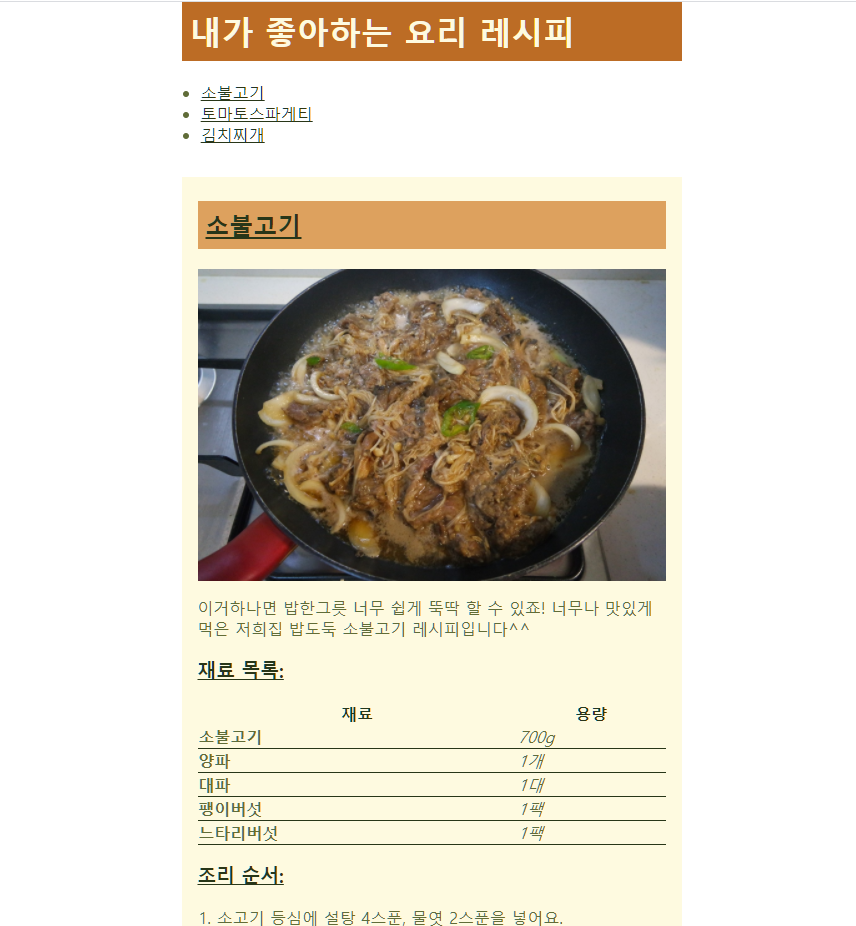 내가 좋아하는 요리 레시피
소불고기
토마토스파게티
김치찌개
소불고기
이거하나면 밥한그릇 너무 쉽게 뚝딱 할 수 있죠! 너무나 맛있게
먹은 저희집 밥도둑 소불고기 레시피입니다^^
재료 목록:
재료 용량
소불고기 700g
양파 1개
대파 1대
팽이버섯 1팩
느타리버섯 1팩
조리 순서:
1. 소고기 등심에 설탕 4스푼, 물엿 2스푼을 넣어요.